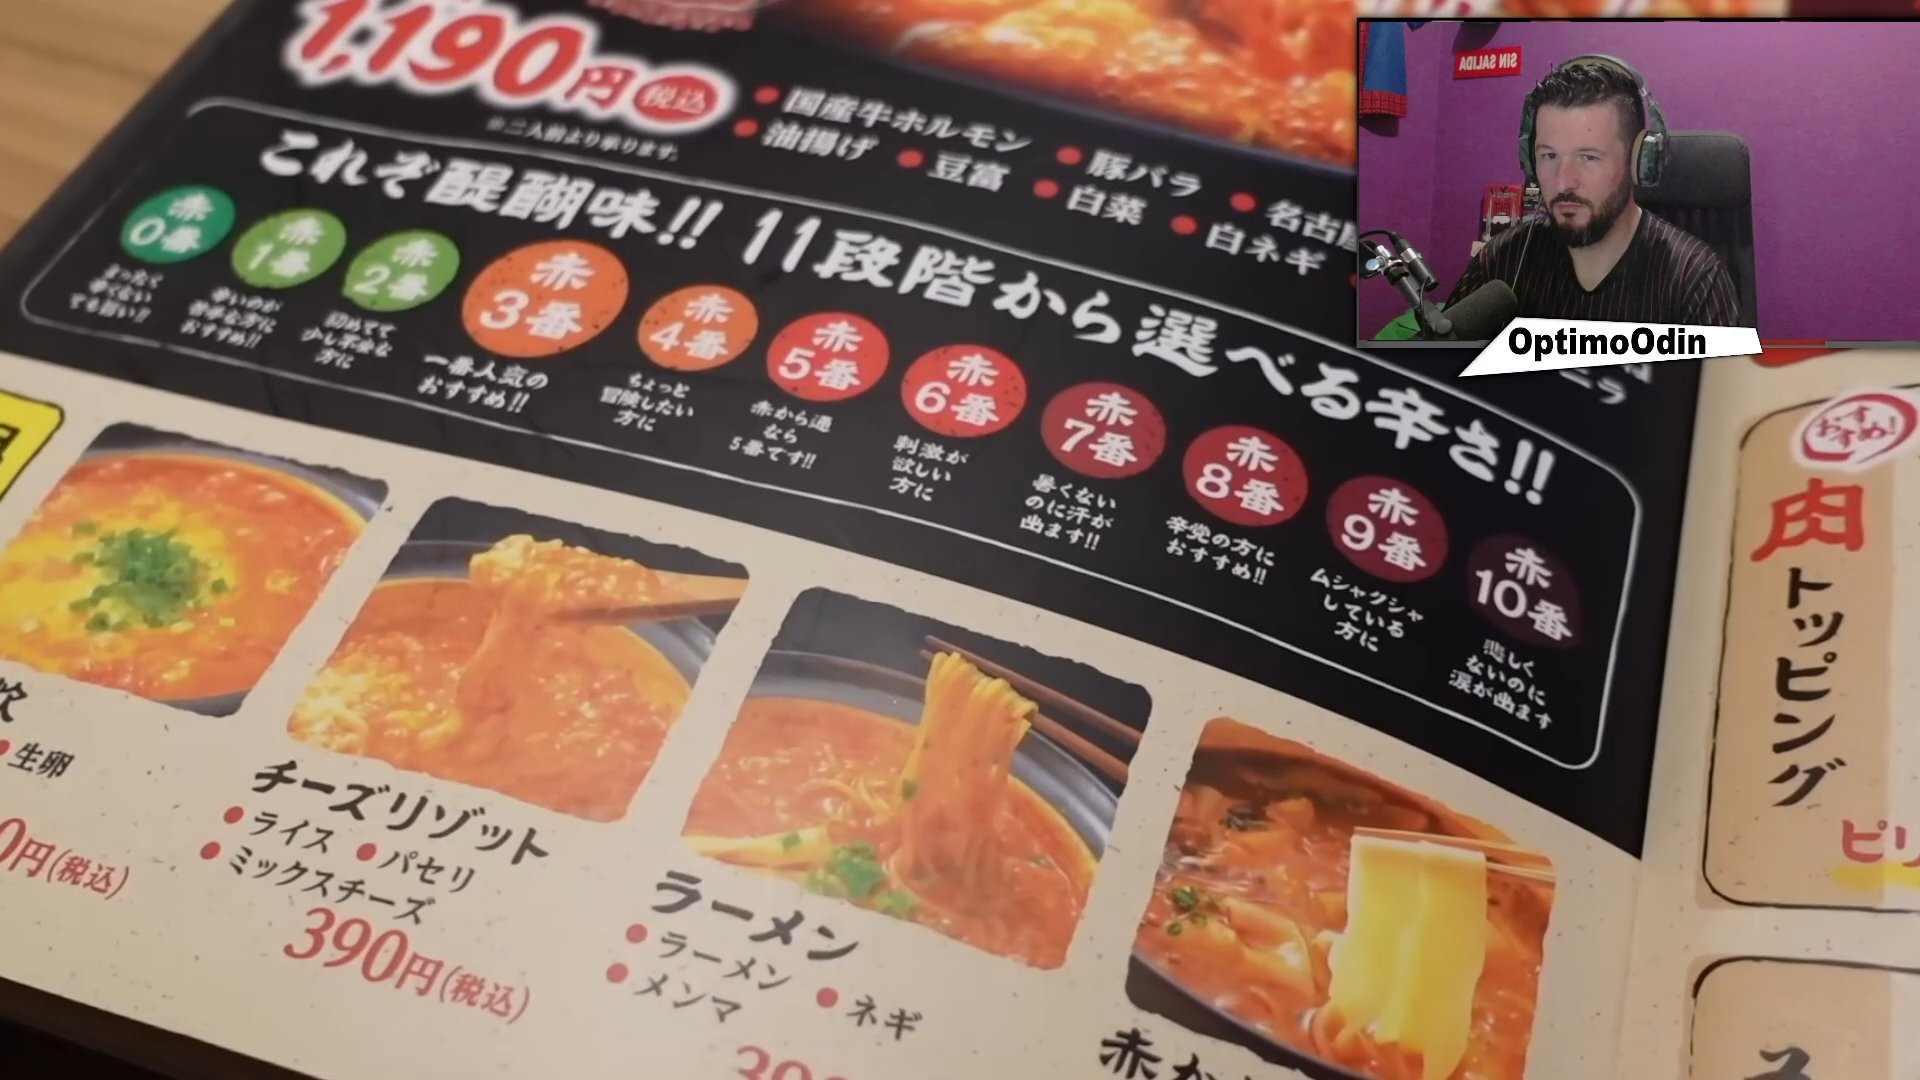 1,190円 税込
※二人前より承ります。
● 国産牛ホルモン ● 豚バラ ● 名古屋
● 油揚げ ● 豆富 ● 白菜 ● 白ネギ
これぞ醍醐味!! 11段階から選べる辛さ!!
赤0番
まったく
辛くない
でも旨い!!
赤1番
辛いのが
苦手な方に
おすすめ!!
赤2番
初めてで
少し不安な
方に
赤3番
一番人気の
おすすめ!!
赤4番
ちょっと
冒険したい
方に
赤5番
赤から通
なら
5番です!!
赤6番
刺激が
欲しい
方に
赤7番
暑くない
のに汗が
出ます!!
赤8番
辛党の方に
おすすめ!!
赤9番
ムシャクシャ
している
方に
赤10番
悲しく
ないのに
涙が出ます
● 生卵
0円(税込)
チーズリゾット
● ライス ● パセリ
● ミックスチーズ
390円(税込)
ラーメン
● ラーメン ● ネギ
● メンマ
390
赤か
おすすめ!
肉トッピング
ピリ
SIN SALIDA
OptimoOdin